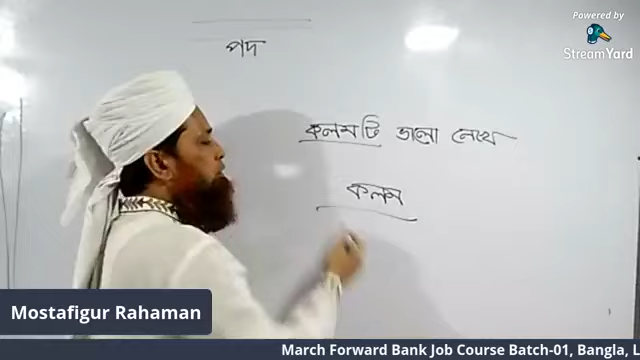 Powered by
StreamYard
পদ
কলমটি ভালো লেখে
কলম
Mostafigur Rahaman
March Forward Bank Job Course Batch-01, Bangla, L